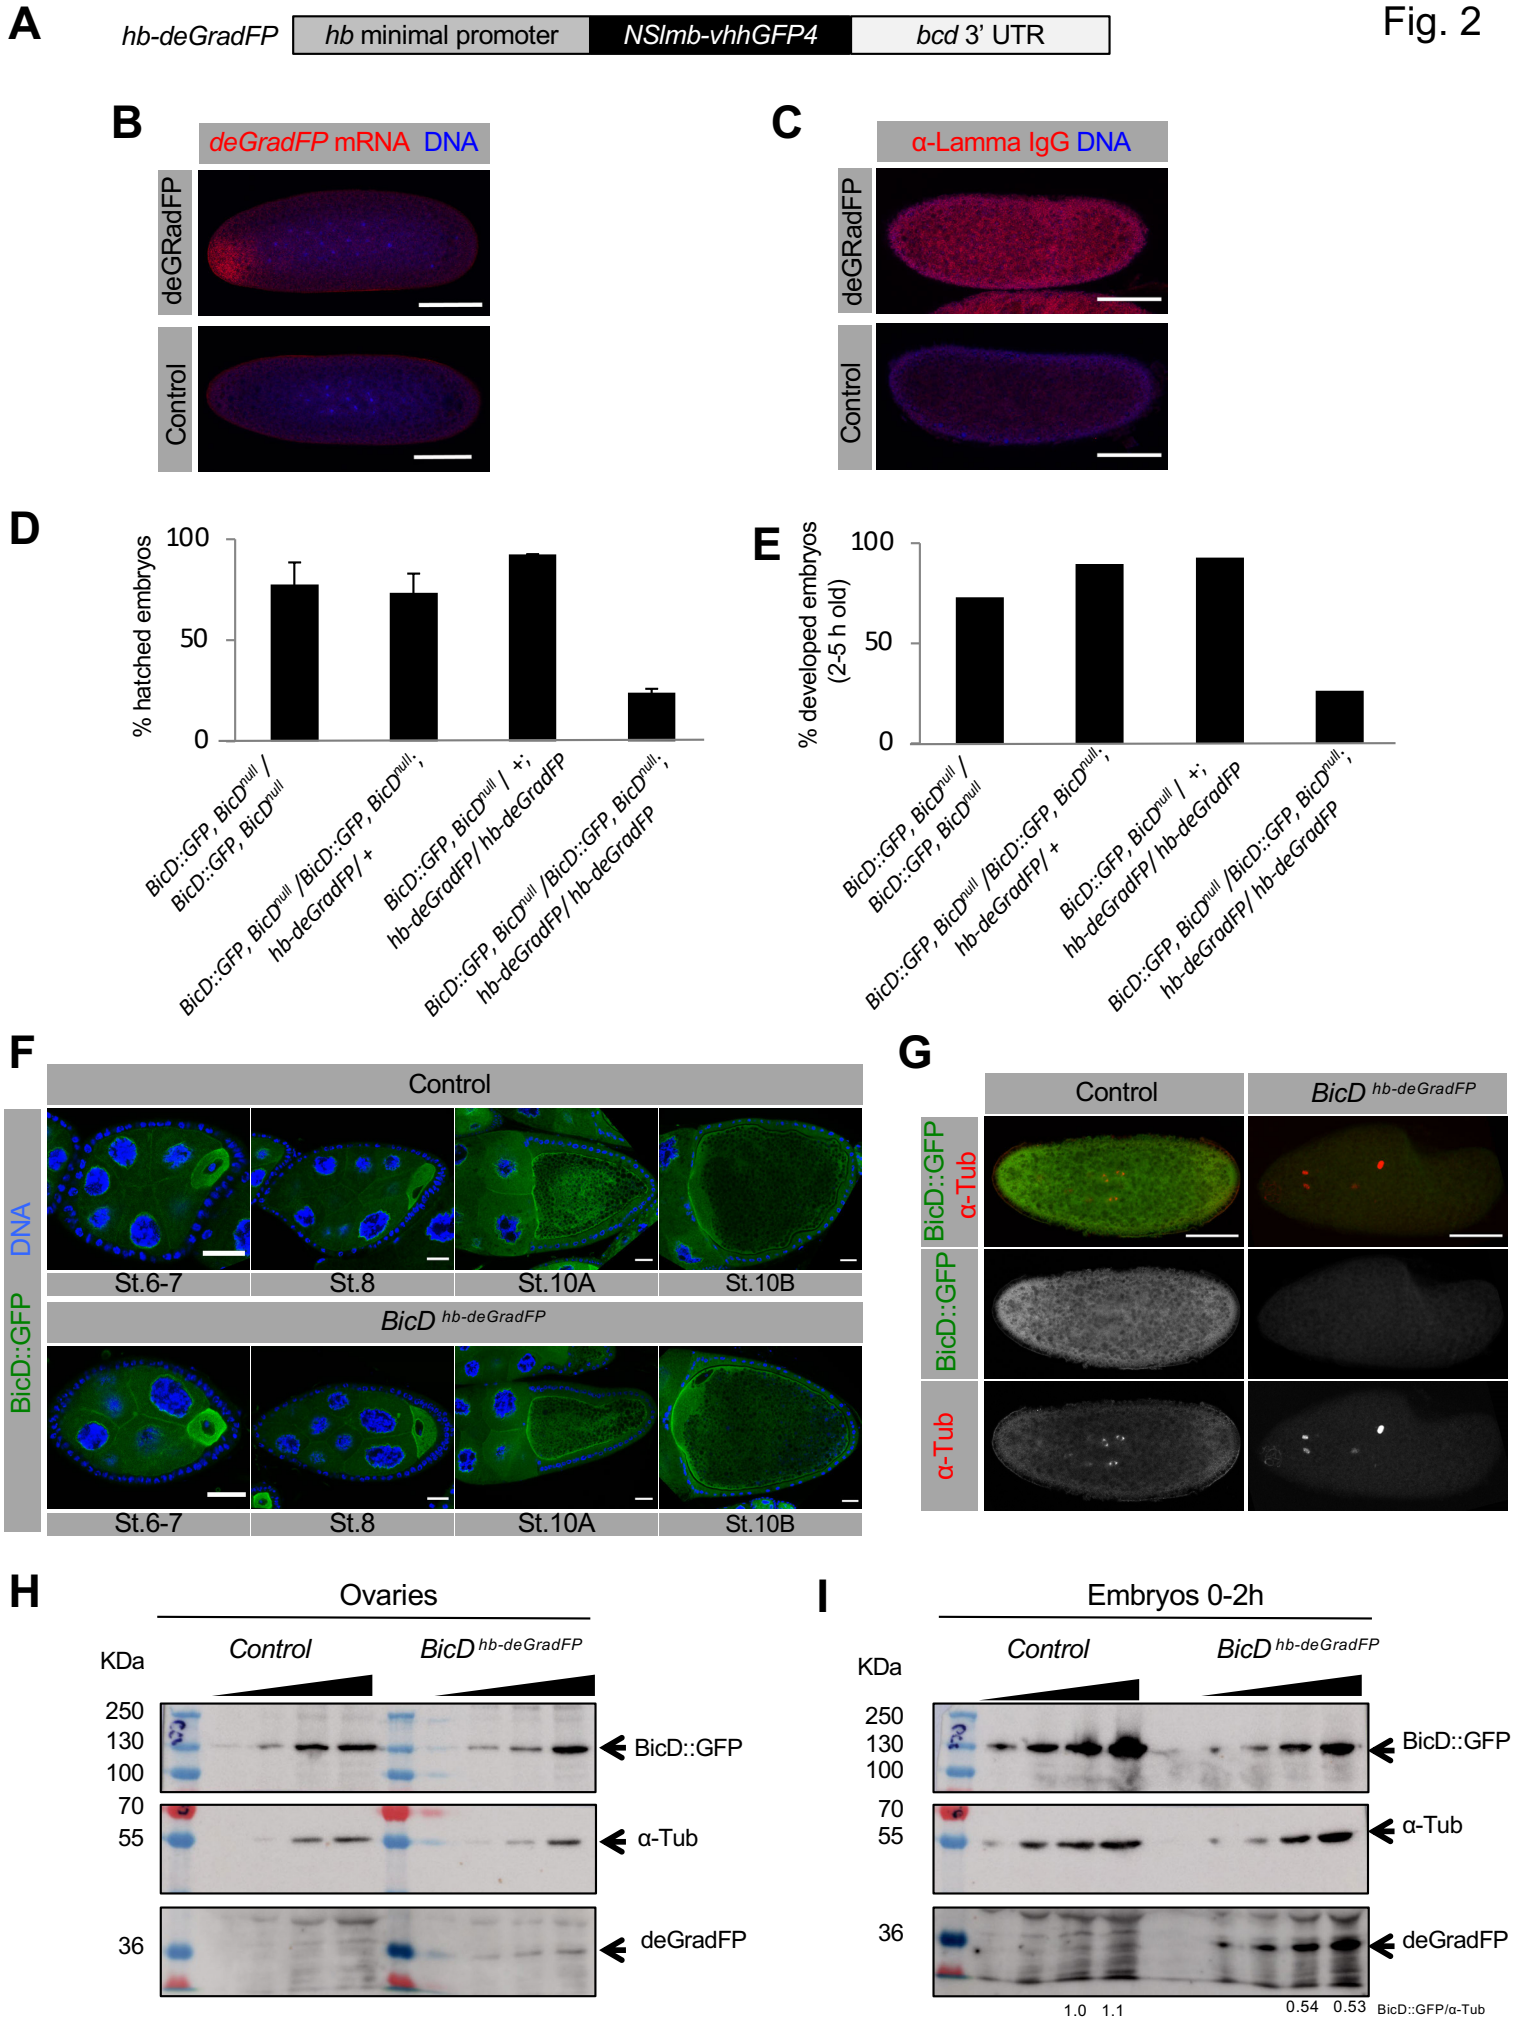 A
hb-deGradFP
hb minimal promoter
NSlmb-vhhGFP4
bcd 3' UTR
Fig. 2
B
deGradFP mRNA DNA
deGRadFP
Control
C
α-Lamma IgG DNA
deGRadFP
Control
D
% hatched embryos
100
50
0
BicD::GFP, BicDnull /
BicD::GFP, BicDnull
BicD::GFP, BicDnull /BicD::GFP, BicDnull;
hb-deGradFP/ +
BicD::GFP, BicDnull / +;
hb-deGradFP/ hb-deGradFP
BicD::GFP, BicDnull /BicD::GFP, BicDnull;
hb-deGradFP/ hb-deGradFP
E
% developed embryos
(2-5 h old)
100
50
0
BicD::GFP, BicDnull /
BicD::GFP, BicDnull
BicD::GFP, BicDnull /BicD::GFP, BicDnull;
hb-deGradFP/ +
BicD::GFP, BicDnull / +;
hb-deGradFP/ hb-deGradFP
BicD::GFP, BicDnull /BicD::GFP, BicDnull;
hb-deGradFP/ hb-deGradFP
F
Control
BicD::GFP DNA
St.6-7
St.8
St.10A
St.10B
BicD hb-deGradFP
St.6-7
St.8
St.10A
St.10B
G
Control
BicD hb-deGradFP
BicD::GFP
α-Tub
BicD::GFP
α-Tub
H
Ovaries
Control
BicD hb-deGradFP
KDa
250
130
100
BicD::GFP
70
55
α-Tub
36
deGradFP
I
Embryos 0-2h
Control
BicD hb-deGradFP
KDa
250
130
100
BicD::GFP
70
55
α-Tub
36
deGradFP
1.0 1.1 0.54 0.53 BicD::GFP/α-Tub